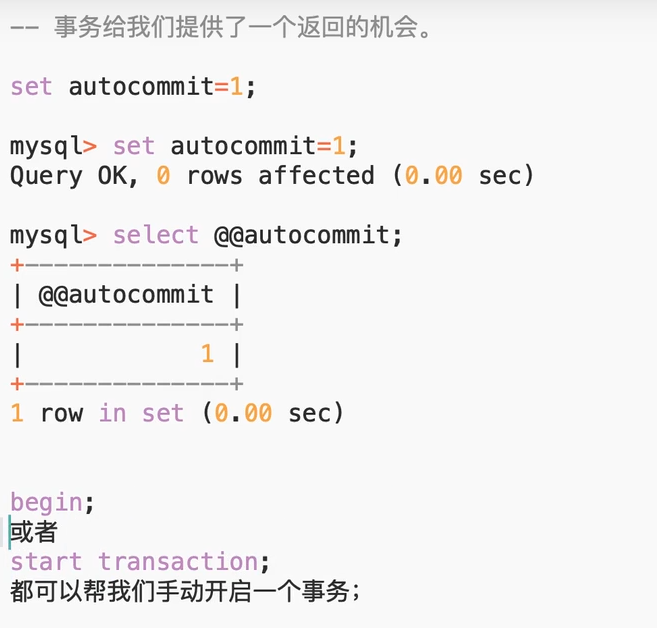 -- 事务给我们提供了一个返回的机会。
set autocommit=1;
mysql> set autocommit=1;
Query OK, 0 rows affected (0.00 sec)
mysql> select @@autocommit;
+--------------+
| @@autocommit |
+--------------+
|            1 |
+--------------+
1 row in set (0.00 sec)
begin;
或者
start transaction;
都可以帮我们手动开启一个事务；